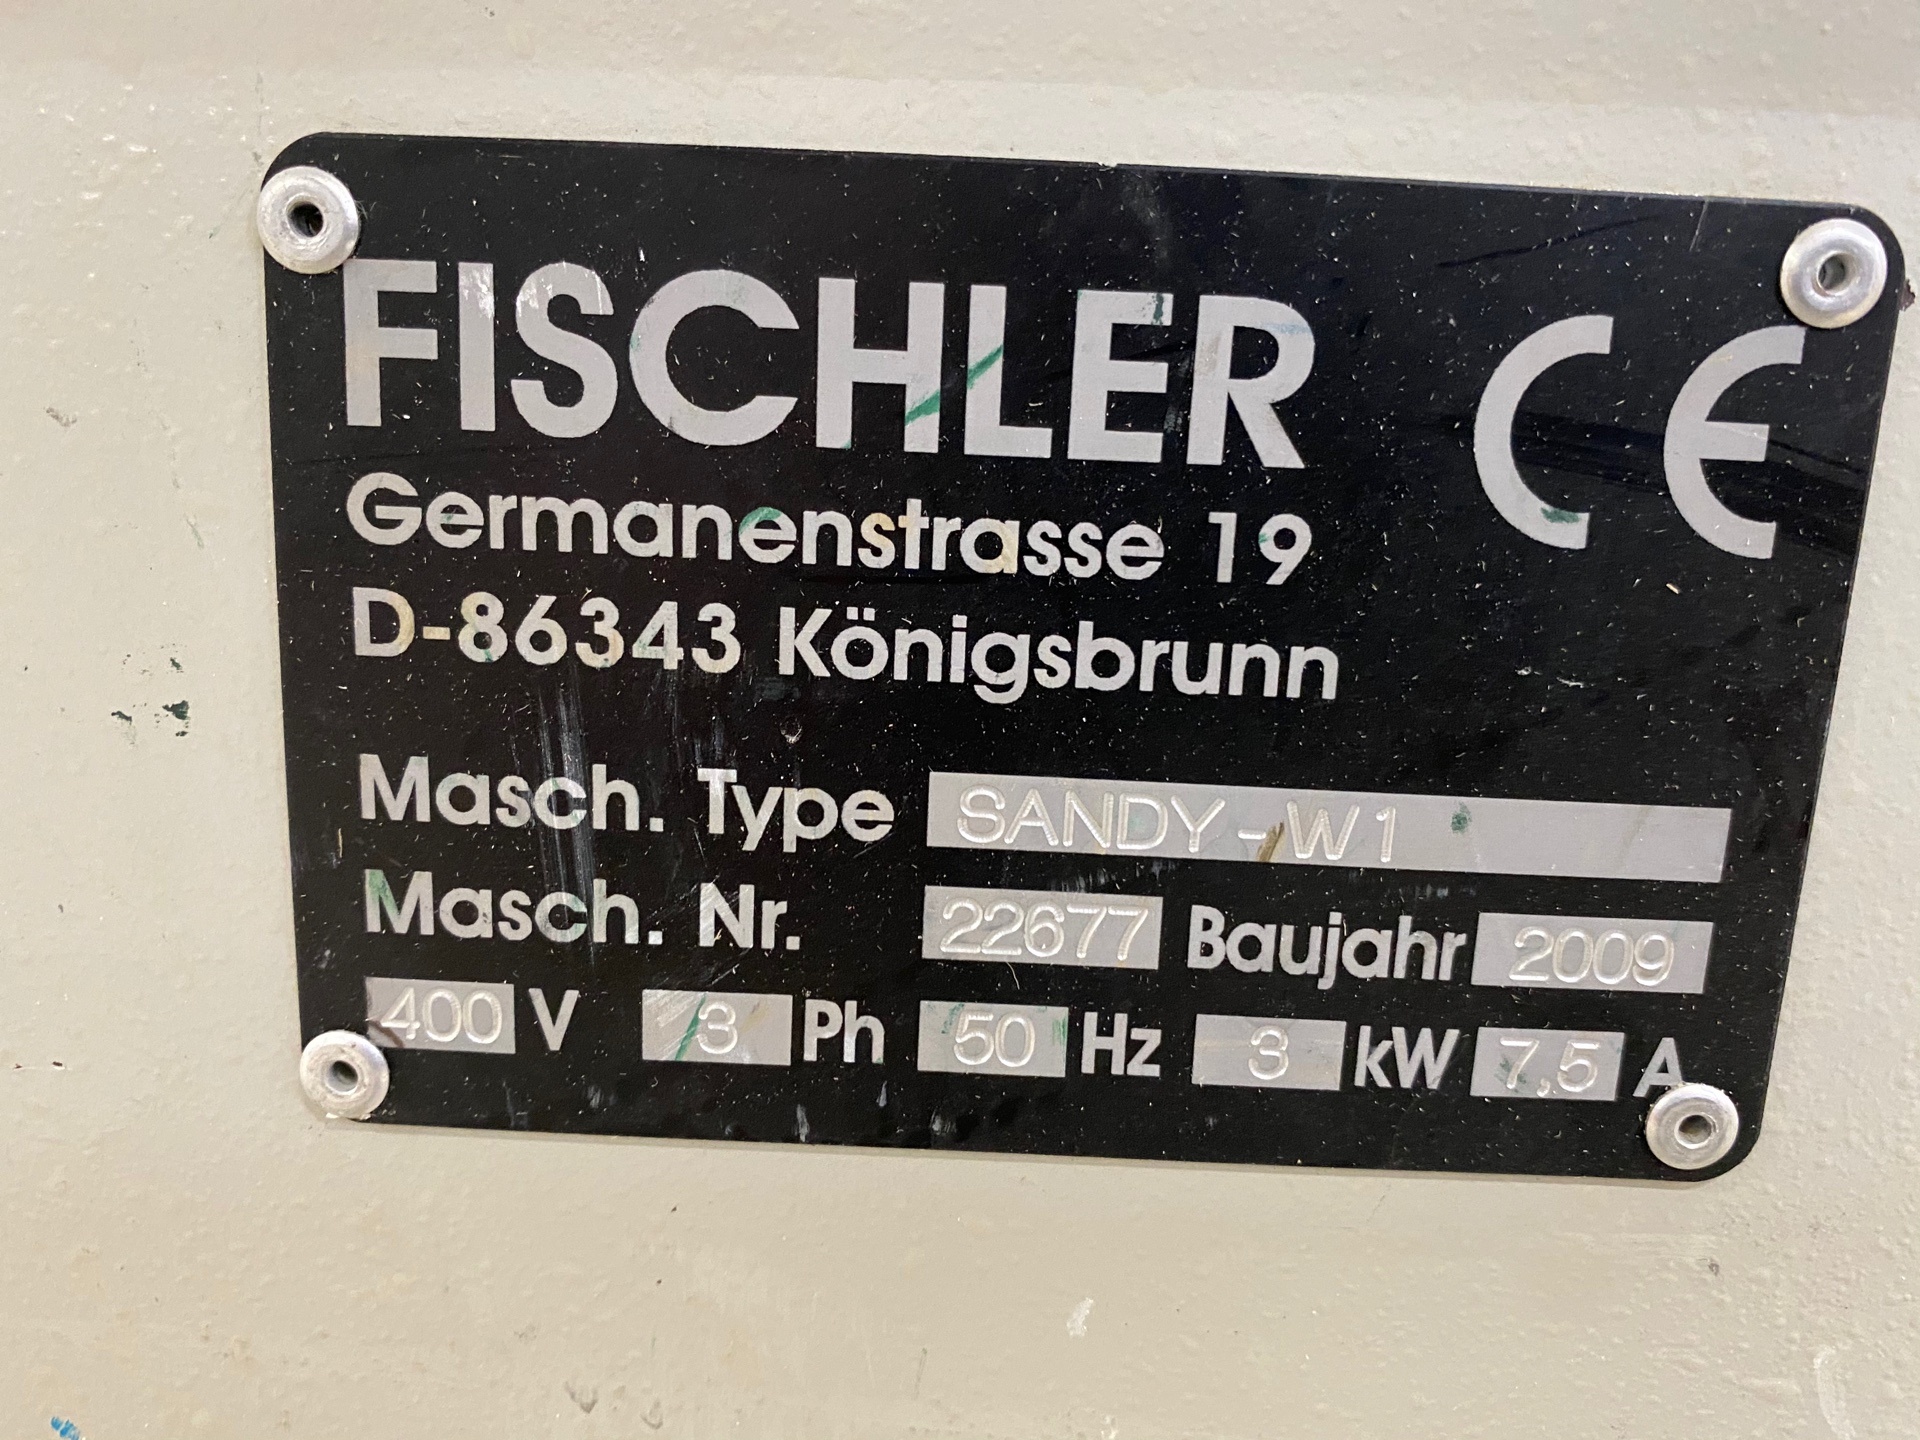 FISCHLER CE
Germanenstrasse 19
D-86343 Königsbrunn
Masch. Type SANDY-W1
Masch. Nr. 22677 Baujahr 2009
400 V 3 Ph 50 Hz 3 kW 7,5 A